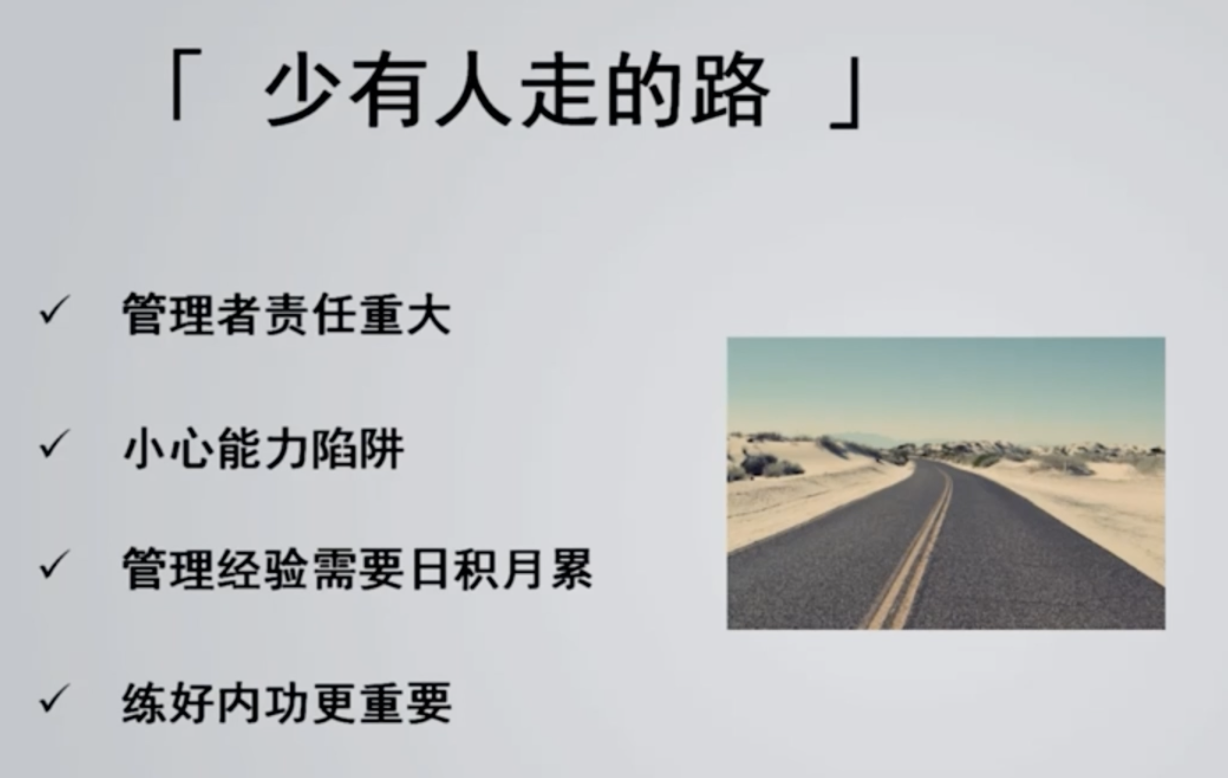 「 少有人走的路 」
✓ 管理者责任重大
✓ 小心能力陷阱
✓ 管理经验需要日积月累
✓ 练好内功更重要